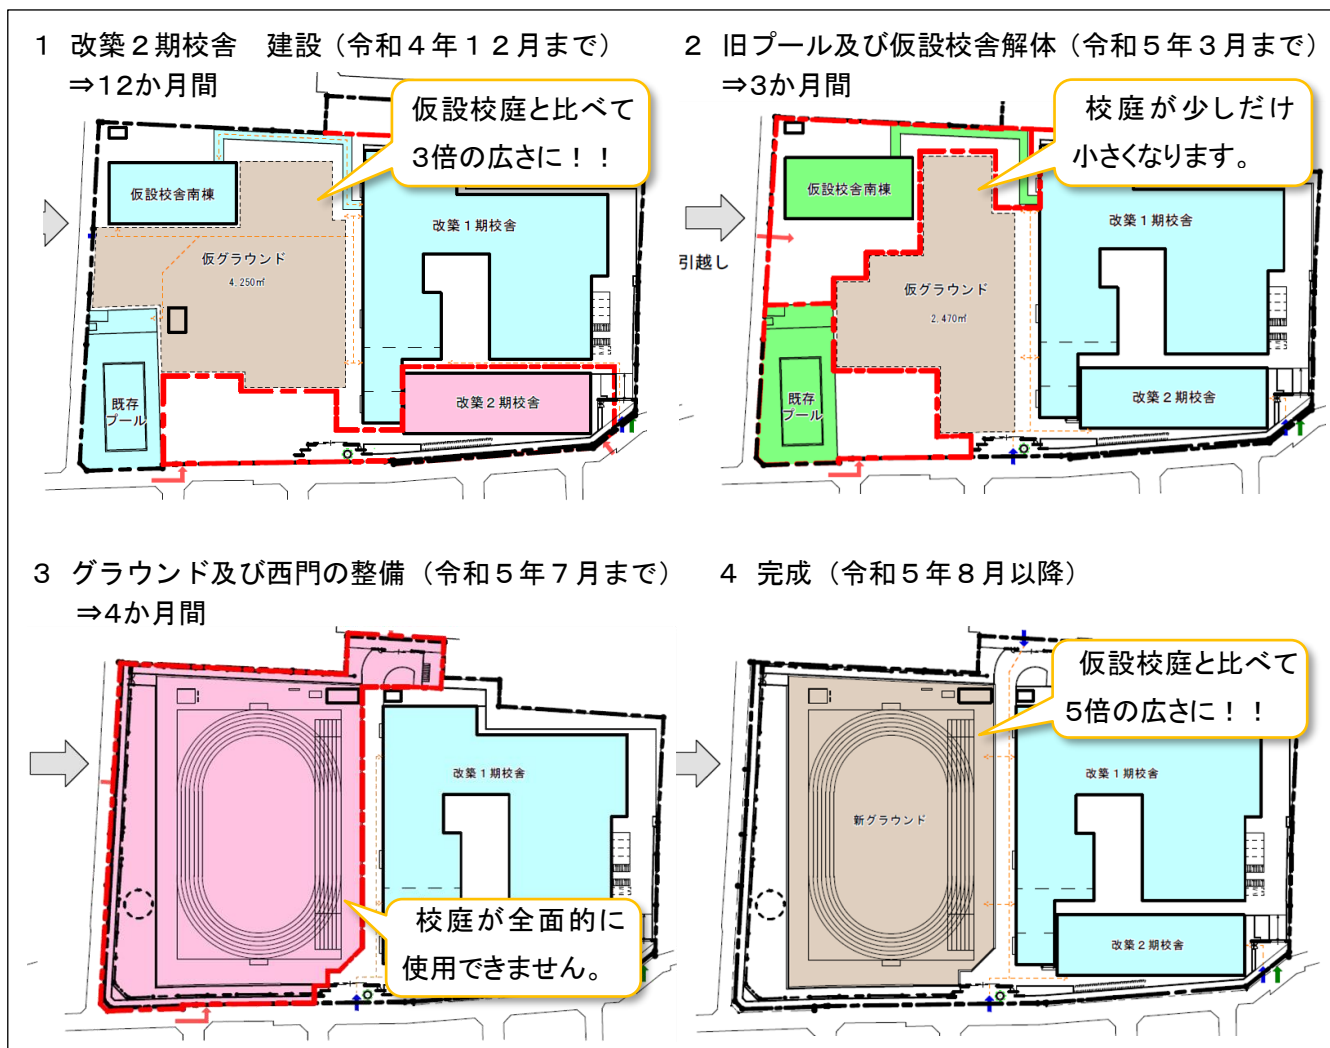 1 改築２期校舎 建設（令和４年１２月まで）
⇒12か月間
仮設校庭と比べて
３倍の広さに！！
仮設校舎南棟
改築１期校舎
仮グラウンド
4,250㎡
既存
プール
改築２期校舎
2 旧プール及び仮設校舎解体（令和５年３月まで）
⇒3か月間
校庭が少しだけ
小さくなります。
引越し
仮設校舎南棟
改築１期校舎
仮グラウンド
2,470㎡
既存
プール
改築２期校舎
3 グラウンド及び西門の整備（令和５年７月まで）
⇒4か月間
改築１期校舎
校庭が全面的に
使用できません。
4 完成（令和５年８月以降）
仮設校庭と比べて
5倍の広さに！！
改築１期校舎
新グラウンド
改築２期校舎